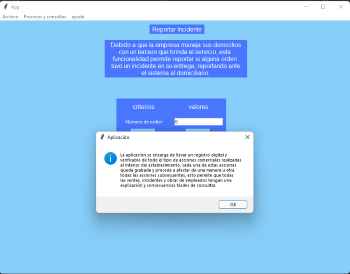 App
Archivo Procesos y consultas ayuda
Reportar Incidente
Debido a que la empresa maneja sus domicilios
con un tercero que brinda el servicio, esta
funcionalidad permite reportar si alguna orden
tuvo un incidente en su entrega, reportando ante
el sistema al domiciliario.
criterios valores
Número de orden 0
Aplicación
La aplicación se encarga de llevar un registro digital y
verificable de todo el tipo de acciones comerciales realizadas
al interior del establecimiento, cada una de estas acciones
queda grabada y procede a afectar de una manera u otra
todas las acciones subsecuentes, esto permite que todas
las ventas, incidentes y obrar de empleados tengan una
explicación y consecuencias fáciles de consultar.
OK